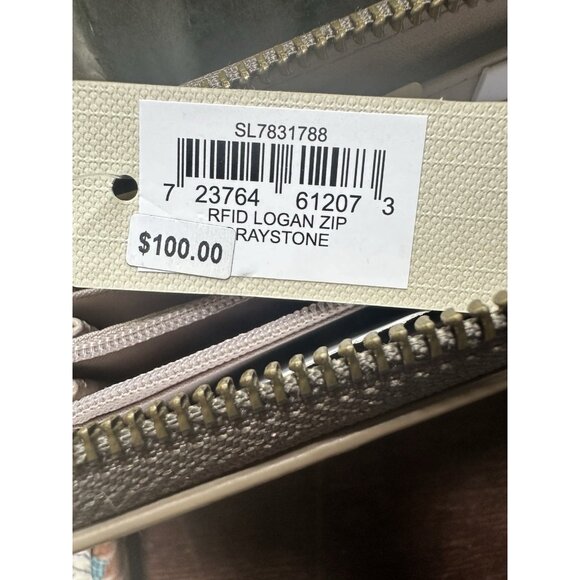 SL7831788
7 23764 61207 3
RFID LOGAN ZIP
RAYSTONE
$100.00